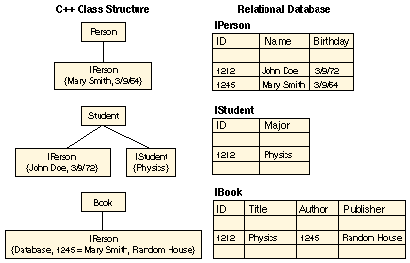 C++ Class Structure
Relational Database
Person
IPerson
{Mary Smith, 3/9/64}
Student
IPerson
{John Doe, 3/9/72}
IStudent
{Physics}
Book
IPerson
{Database, 1245 = Mary Smith, Random House}
IPerson
ID Name Birthday
1212 John Doe 3/9/72
1245 Mary Smith 3/9/64
IStudent
ID Major
1212 Physics
IBook
ID Title Author Publisher
1212 Physics 1245 Random House